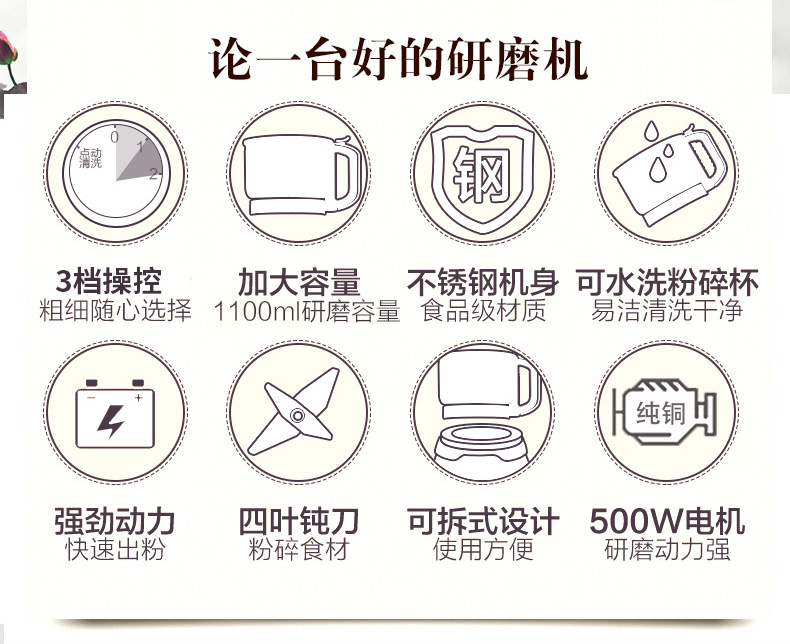 论一台好的研磨机
0
1
2
点动
清洗
钢
3档操控
粗细随心选择
加大容量
1100ml研磨容量
不锈钢机身
食品级材质
可水洗粉碎杯
易洁清洗干净
− +
纯铜
强劲动力
快速出粉
四叶钝刀
粉碎食材
可拆式设计
使用方便
500W电机
研磨动力强